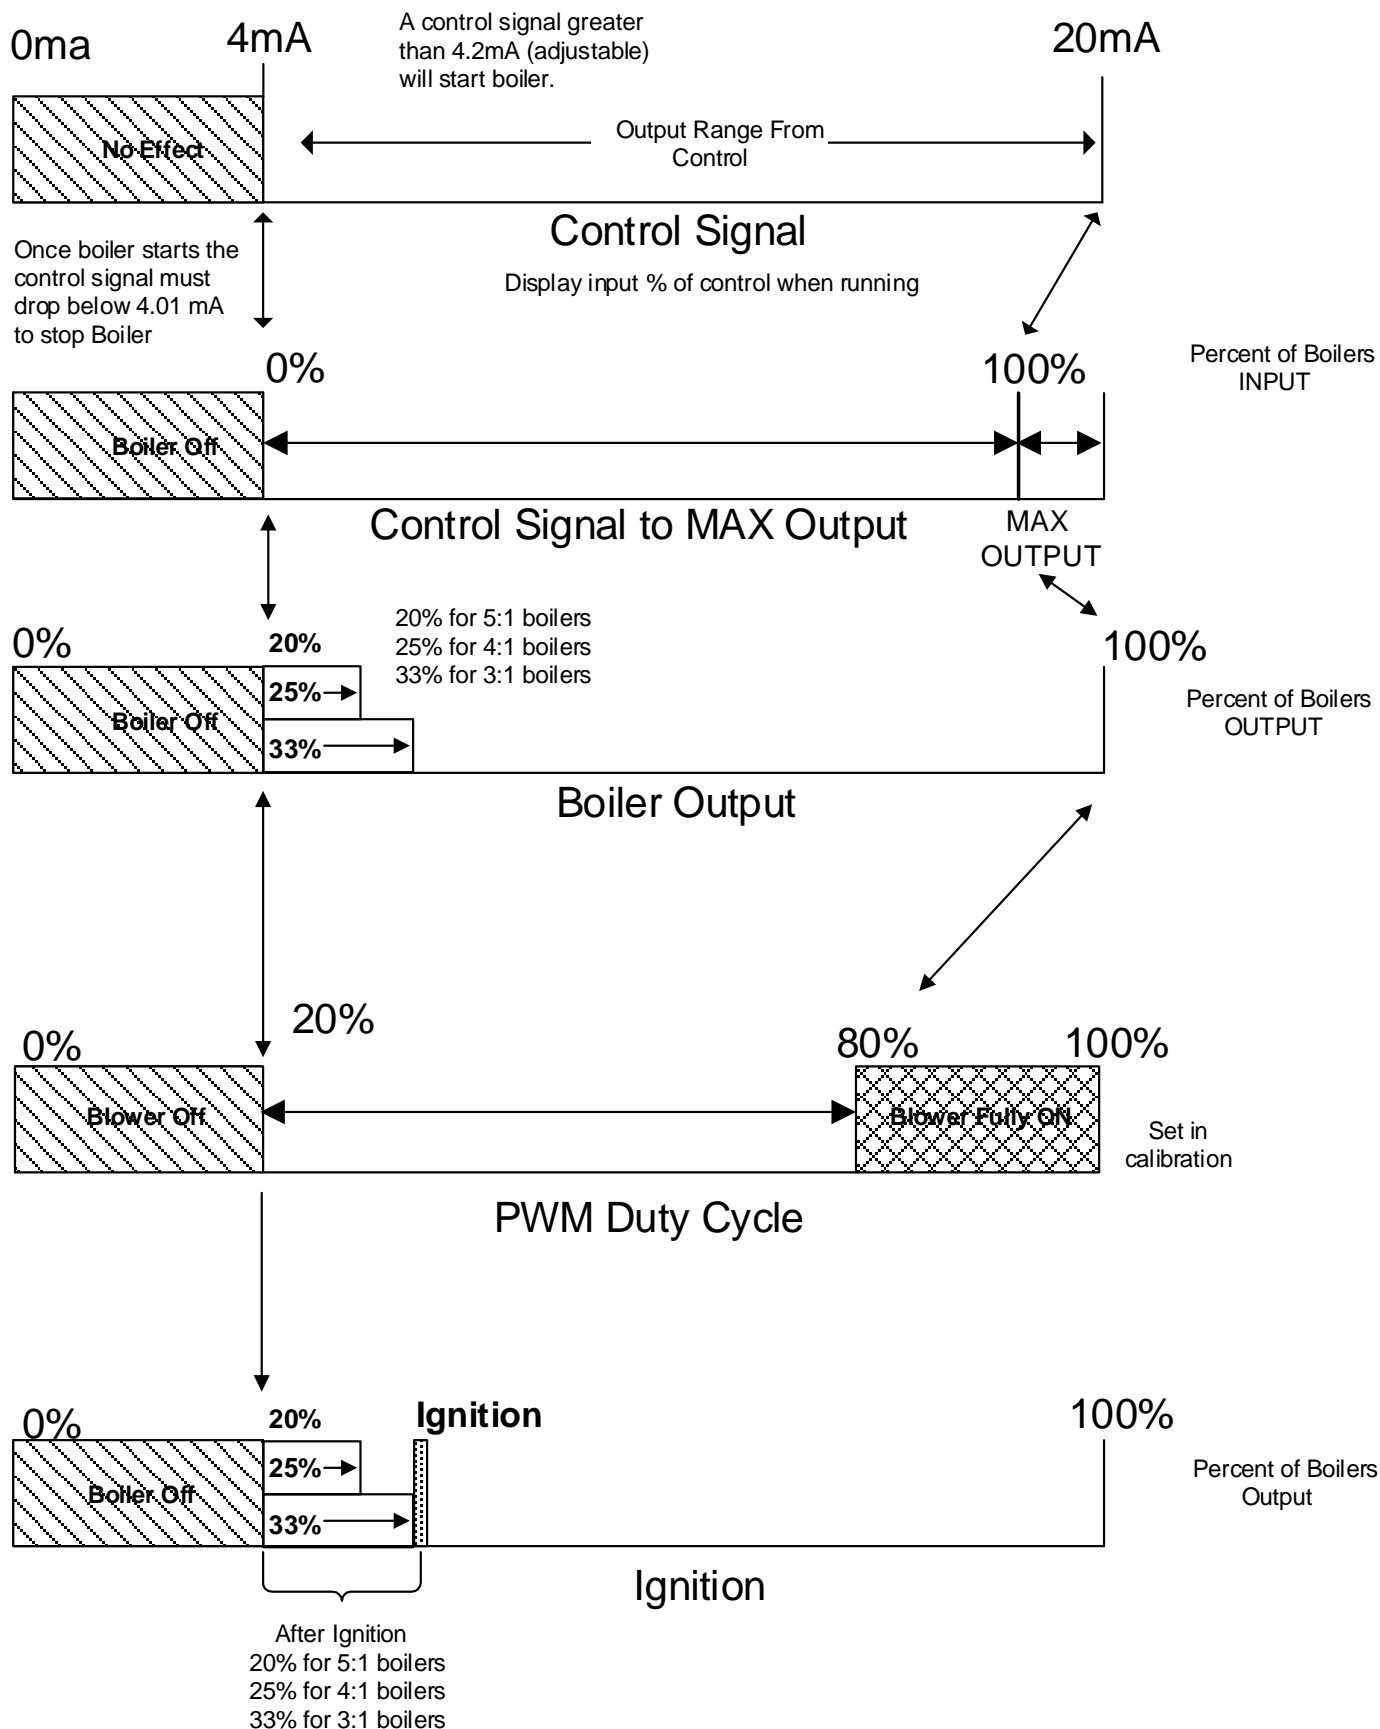 0ma
4mA
A control signal greater
than 4.2mA (adjustable)
will start boiler.
20mA
No Effect
Output Range From
Control
Control Signal
Once boiler starts the
control signal must
drop below 4.01 mA
to stop Boiler
Display input % of control when running
0%
100%
Percent of Boilers
INPUT
Boiler Off
Control Signal to MAX Output
MAX
OUTPUT
0%
20%
20% for 5:1 boilers
25% for 4:1 boilers
33% for 3:1 boilers
100%
25%
Boiler Off
33%
Percent of Boilers
OUTPUT
Boiler Output
0%
20%
80%
100%
Blower Off
Blower Fully ON
Set in
calibration
PWM Duty Cycle
0%
20%
Ignition
100%
25%
Boiler Off
33%
Percent of Boilers
Output
Ignition
After Ignition
20% for 5:1 boilers
25% for 4:1 boilers
33% for 3:1 boilers